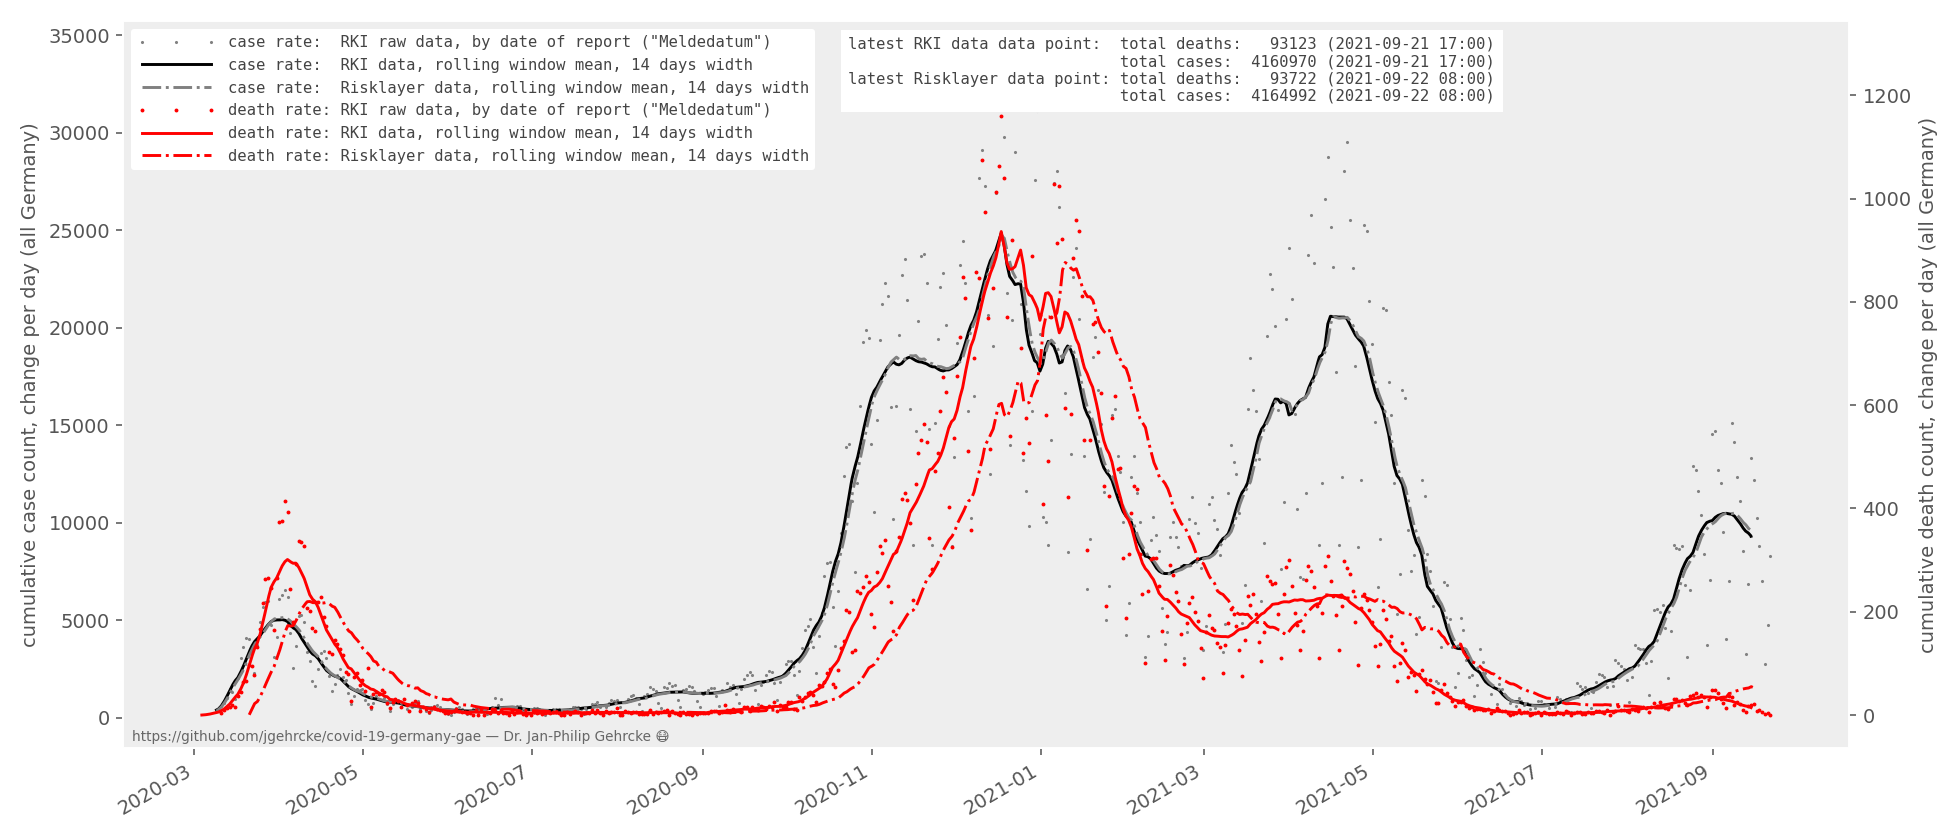 case rate:  RKI raw data, by date of report ("Meldedatum")
case rate:  RKI data, rolling window mean, 14 days width
case rate:  Risklayer data, rolling window mean, 14 days width
death rate: RKI raw data, by date of report ("Meldedatum")
death rate: RKI data, rolling window mean, 14 days width
death rate: Risklayer data, rolling window mean, 14 days width
latest RKI data data point:  total deaths:   93123 (2021-09-21 17:00)
total cases:  4160970 (2021-09-21 17:00)
latest Risklayer data point: total deaths:   93722 (2021-09-22 08:00)
total cases:  4164992 (2021-09-22 08:00)
cumulative case count, change per day (all Germany)
35000
30000
25000
20000
15000
10000
5000
0
cumulative death count, change per day (all Germany)
1200
1000
800
600
400
200
0
https://github.com/jgehrcke/covid-19-germany-gae — Dr. Jan-Philip Gehrcke 😷
2020-03
2020-05
2020-07
2020-09
2020-11
2021-01
2021-03
2021-05
2021-07
2021-09